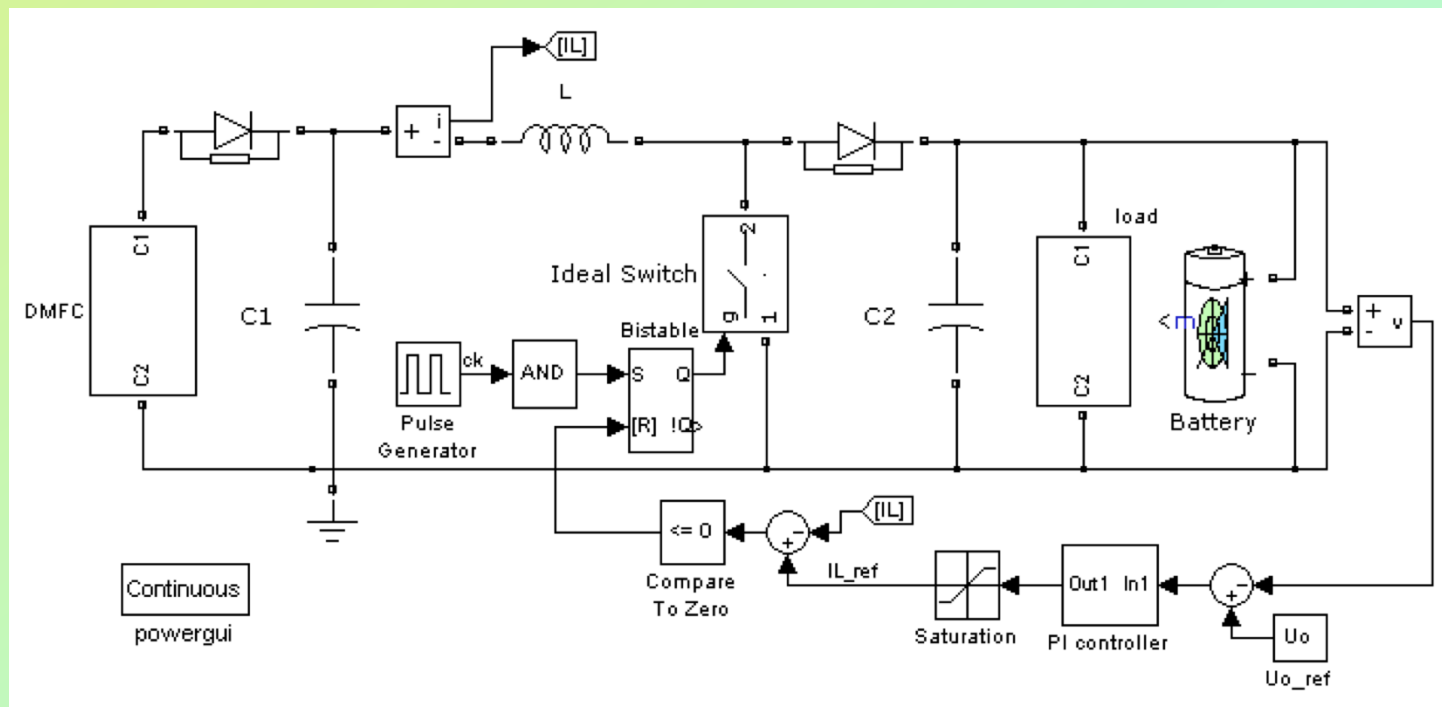 [IL]
L
i
+
-
C1
C2
DMFC
C1
Ideal Switch
2
g
1
Bistable
S
Q
[R]
!Q
ck
AND
Pulse
Generator
C2
load
C1
C2
<m
+
-
Battery
+
-
v
<= 0
Compare
To Zero
[IL]
-
+
IL_ref
Saturation
Out1 In1
PI controller
-
+
Uo
Uo_ref
Continuous
powergui